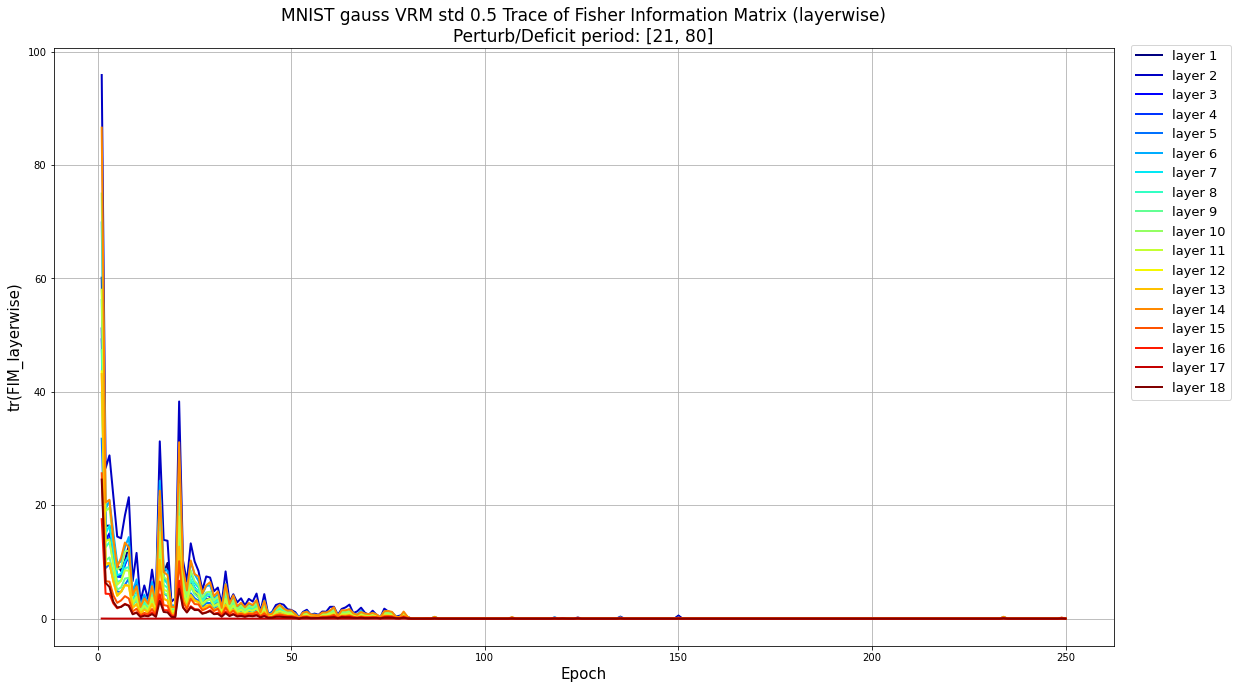 MNIST gauss VRM std 0.5 Trace of Fisher Information Matrix (layerwise)
Perturb/Deficit period: [21, 80]
100
80
60
40
20
0
tr(FIM_layerwise)
0
50
100
150
200
250
Epoch
layer 1
layer 2
layer 3
layer 4
layer 5
layer 6
layer 7
layer 8
layer 9
layer 10
layer 11
layer 12
layer 13
layer 14
layer 15
layer 16
layer 17
layer 18